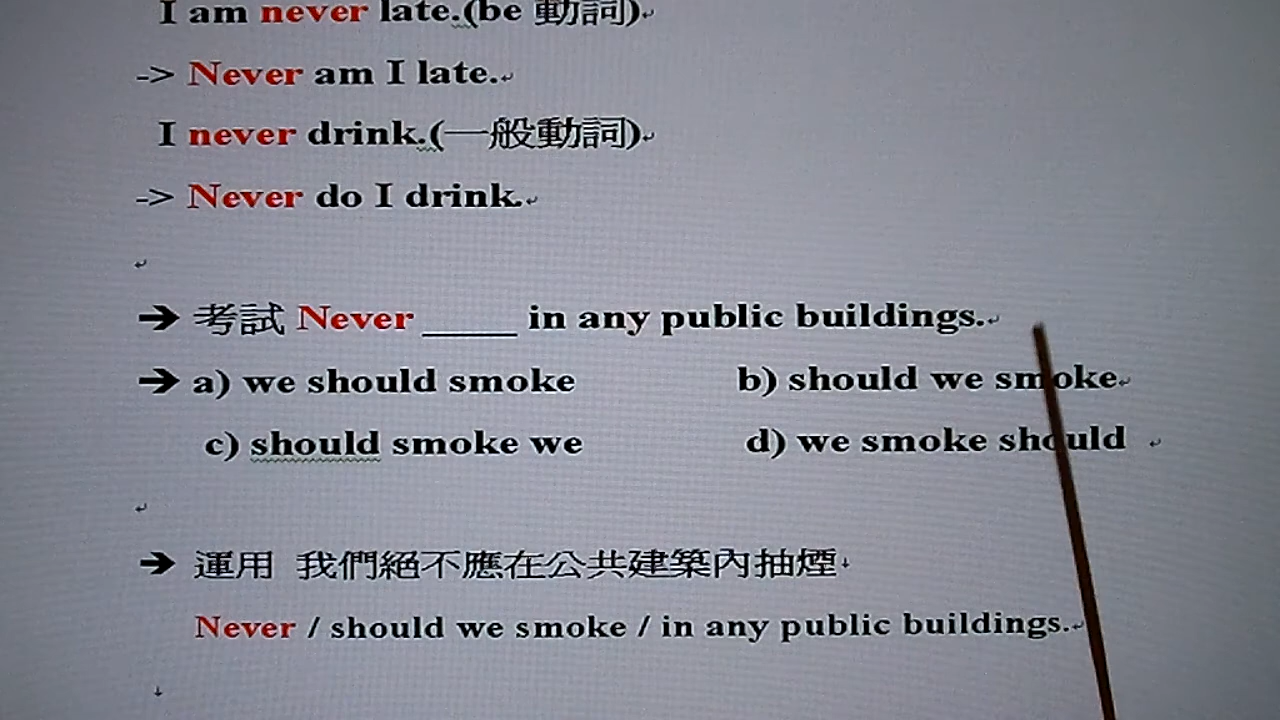 I am never late.(be 動詞)
-> Never am I late.
I never drink.(一般動詞)
-> Never do I drink.
➔ 考試 Never _____ in any public buildings.
➔ a) we should smoke b) should we smoke
c) should smoke we d) we smoke should
➔ 運用 我們絕不應在公共建築內抽煙
Never / should we smoke / in any public buildings.